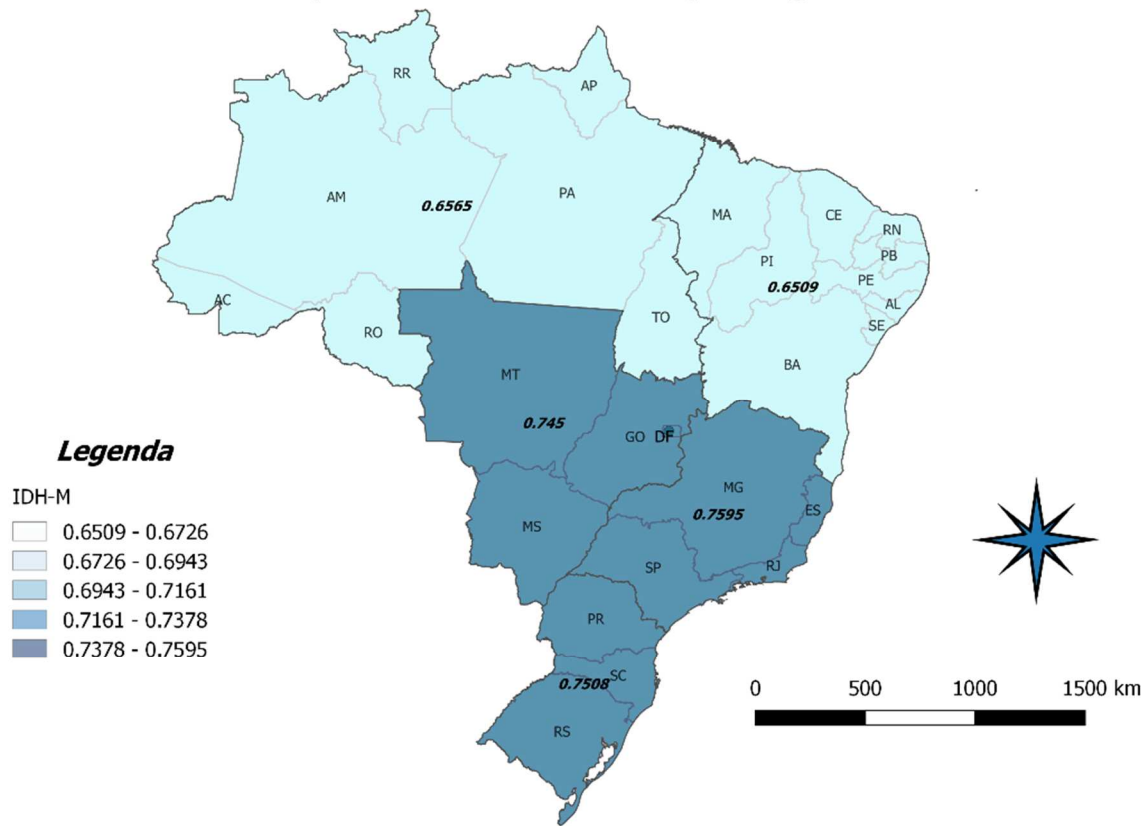 RR
AP
AM
PA
0.6565
MA
CE
RN
PB
PI
PE
0.6509
AL
SE
AC
RO
TO
BA
MT
0.745
GO
DF
MG
0.7595
ES
MS
SP
RJ
PR
SC
0.7508
RS
Legenda
IDH-M
0.6509 - 0.6726
0.6726 - 0.6943
0.6943 - 0.7161
0.7161 - 0.7378
0.7378 - 0.7595
0 500 1000 1500 km